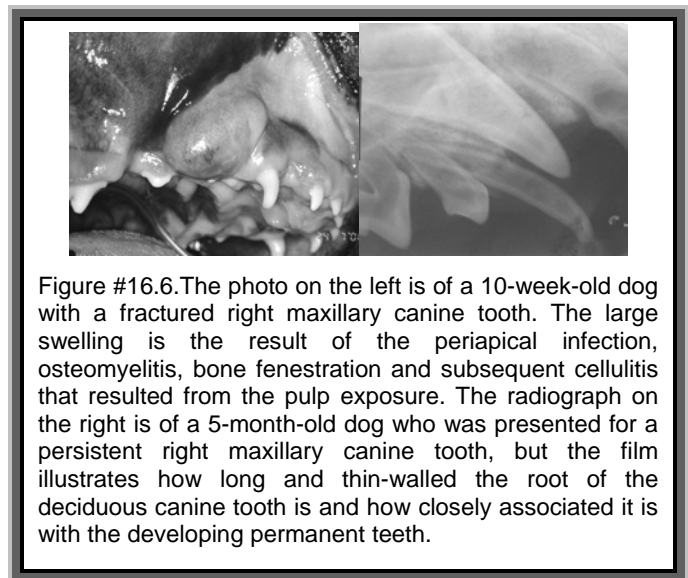 Figure #16.6.The photo on the left is of a 10-week-old dog
with a fractured right maxillary canine tooth. The large
swelling is the result of the periapical infection,
osteomyelitis, bone fenestration and subsequent cellulitis
that resulted from the pulp exposure. The radiograph on
the right is of a 5-month-old dog who was presented for a
persistent right maxillary canine tooth, but the film
illustrates how long and thin-walled the root of the
deciduous canine tooth is and how closely associated it is
with the developing permanent teeth.